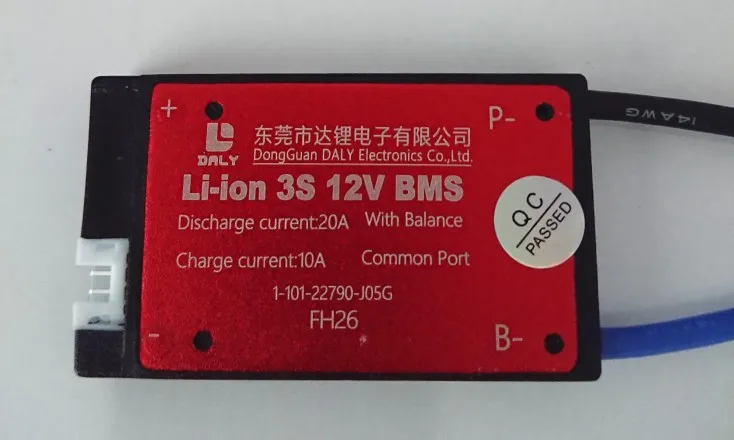 +
P-
14AWG
DALY
东莞市达锂电子有限公司
DongGuan DALY Electronics Co.,Ltd.
Li-ion 3S 12V BMS
Discharge current:20A With Balance
QC
PASSED
Charge current:10A Common Port
1-101-22790-J05G
FH26
-
B-